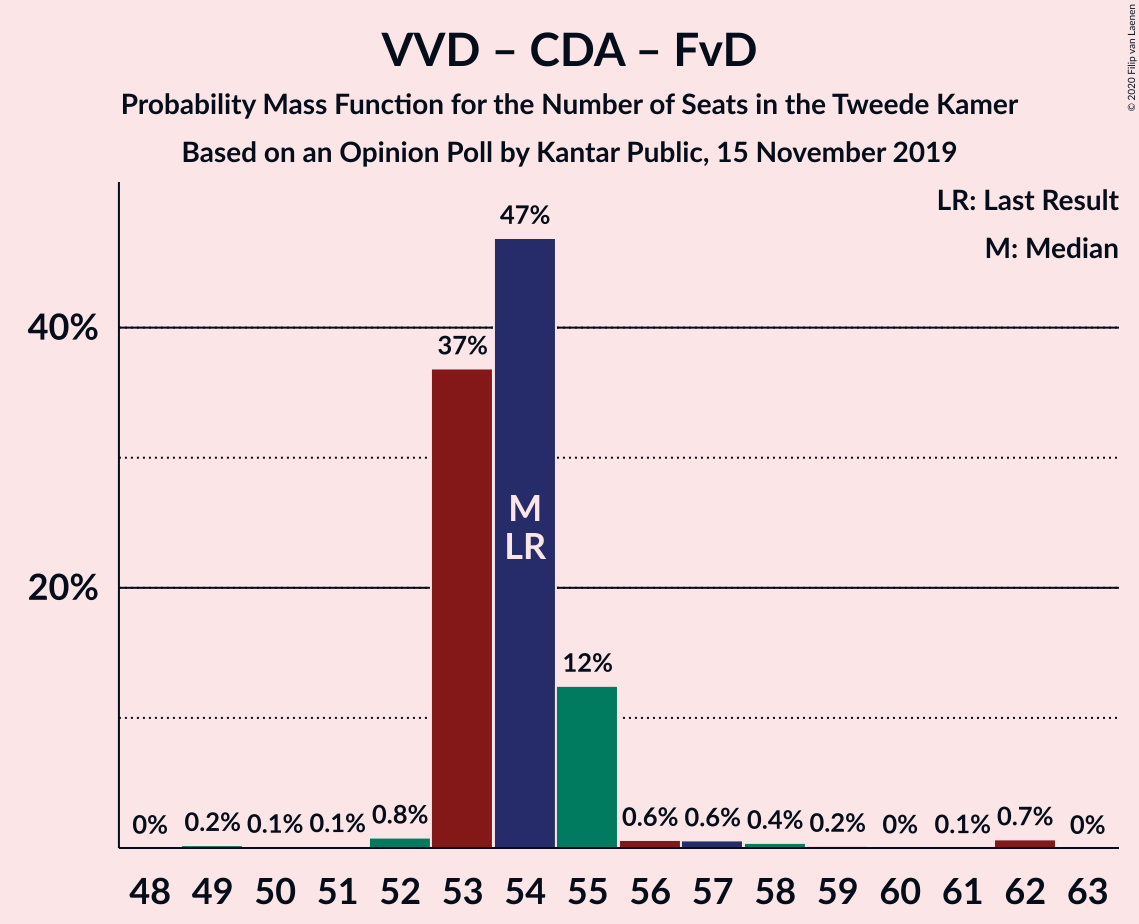 VVD – CDA – FvD
Probability Mass Function for the Number of Seats in the Tweede Kamer
Based on an Opinion Poll by Kantar Public, 15 November 2019
© 2020 Filip van Laenen
LR: Last Result
M: Median
40%
20%
0%
0.2%
0.1%
0.1%
0.8%
37%
47%
M
LR
12%
0.6%
0.6%
0.4%
0.2%
0%
0.1%
0.7%
0%
48 49 50 51 52 53 54 55 56 57 58 59 60 61 62 63